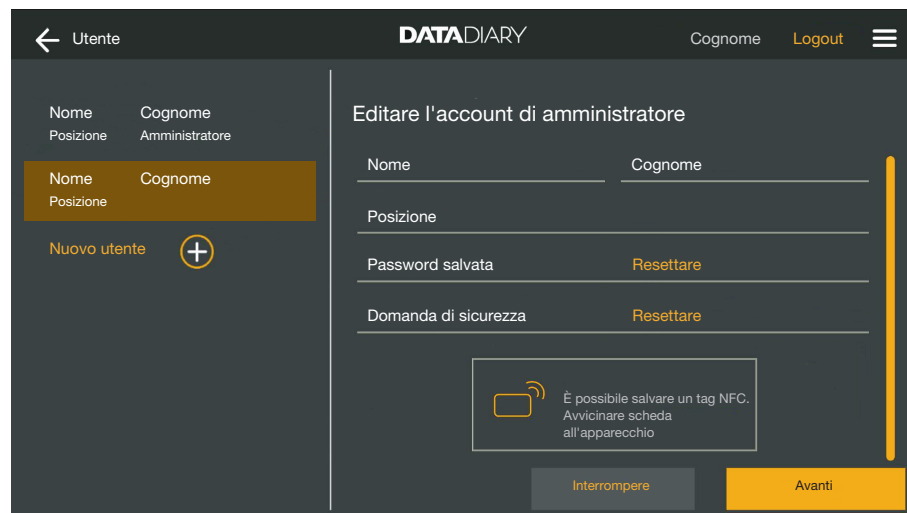 Utente
DATADIARY
Cognome Logout
Nome Cognome
Posizione Amministratore
Nome Cognome
Posizione
Nuovo utente
Editare l'account di amministratore
Nome Cognome
Posizione
Password salvata Resettare
Domanda di sicurezza Resettare
È possibile salvare un tag NFC.
Avvicinare scheda
all'apparecchio
Interrompere Avanti